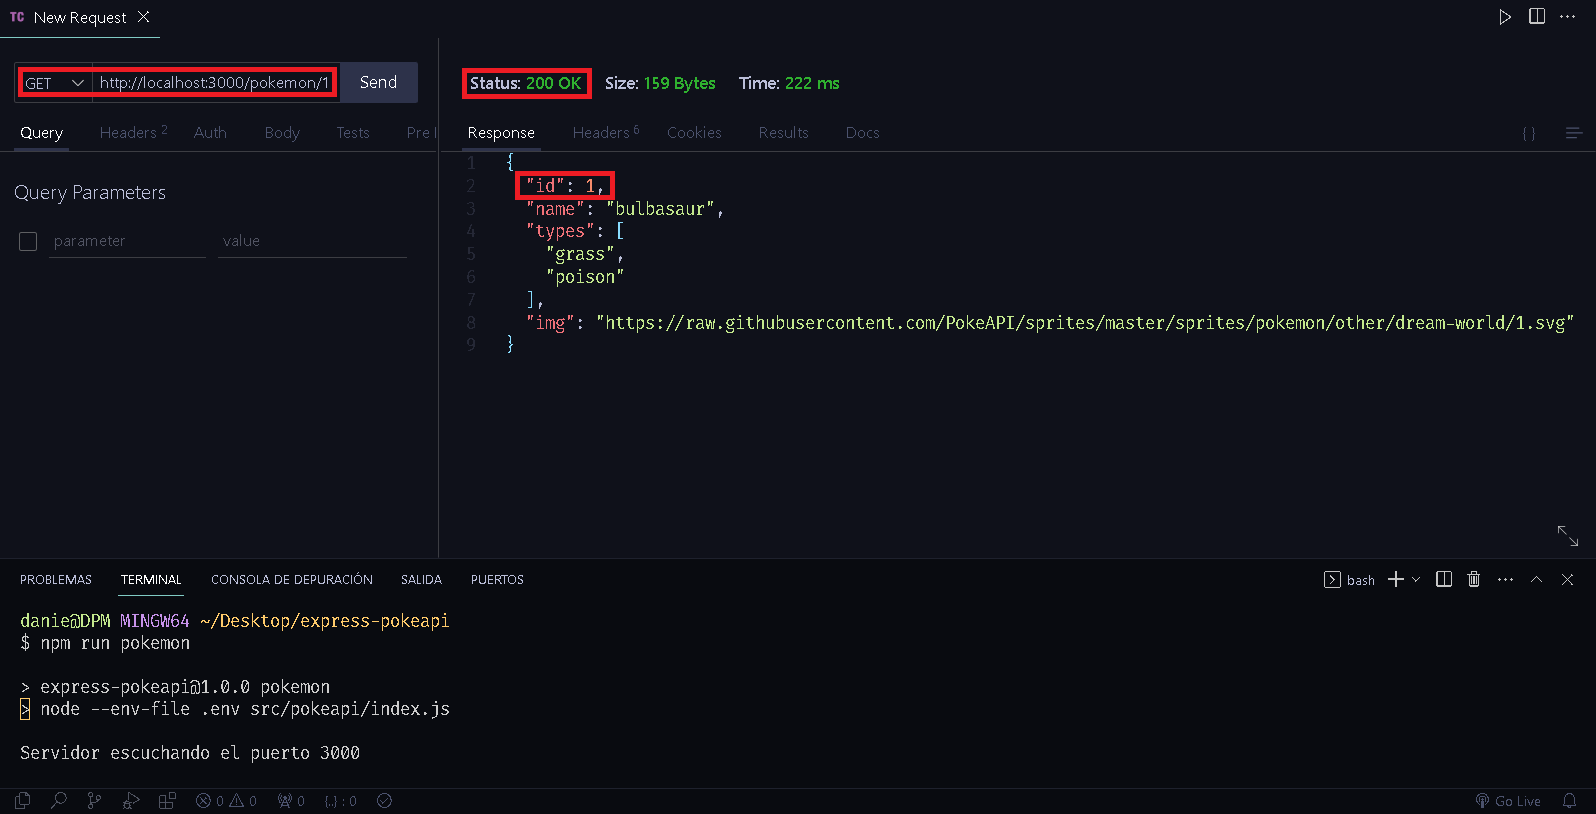 TC New Request
GET http://localhost:3000/pokemon/1 Send
Query Headers 2 Auth Body Tests Pre
Query Parameters
parameter value
Status: 200 OK Size: 159 Bytes Time: 222 ms
Response Headers 6 Cookies Results Docs { }
1 {
2 "id": 1,
3 "name": "bulbasaur",
4 "types": [
5 "grass",
6 "poison"
7 ],
8 "img": "https://raw.githubusercontent.com/PokeAPI/sprites/master/sprites/pokemon/other/dream-world/1.svg"
9 }
PROBLEMAS TERMINAL CONSOLA DE DEPURACIÓN SALIDA PUERTOS bash
danie@DPM MINGW64 ~/Desktop/express-pokeapi
$ npm run pokemon
> express-pokeapi@1.0.0 pokemon
> node --env-file .env src/pokeapi/index.js
Servidor escuchando el puerto 3000
0 0 0 {..} : 0 Go Live